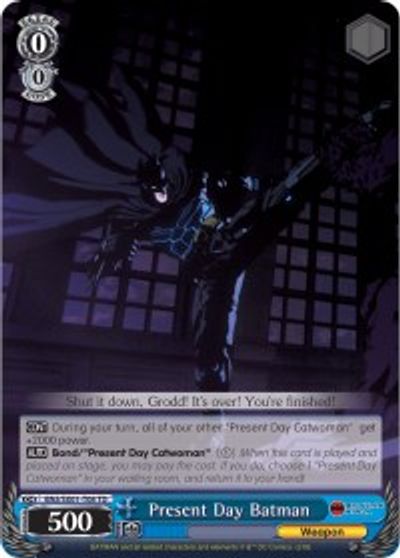 0
0
Shut it down, Grodd! It's over! You're finished!
CONT During your turn, all of your other "Present Day Catwoman" get
+2000 power.
AUTO Bond/"Present Day Catwoman" When this card is played and
placed on stage, you may pay the cost. If you do, choose 1 "Present
Day Catwoman" in your waiting room, and return it to your hand!
500
Present Day Batman
Weapon